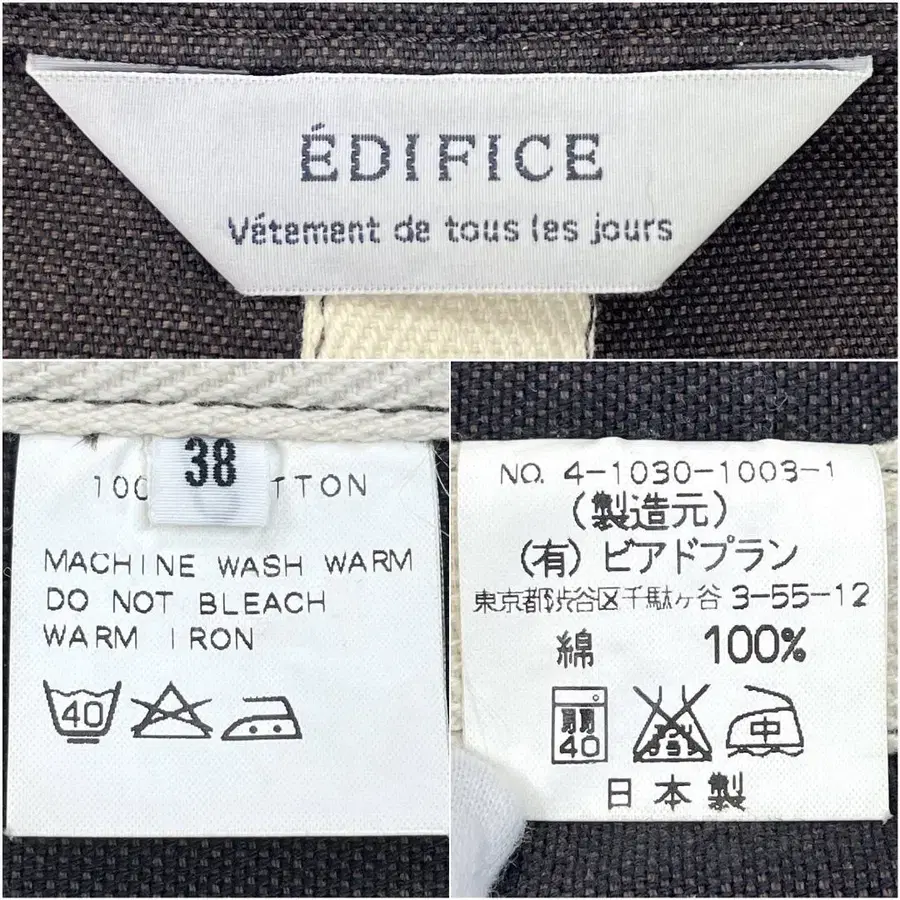 ÉDIFICE
Vêtement de tous les jours
38
100 TTON
MACHINE WASH WARM
DO NOT BLEACH
WARM IRON
40
NO. 4-1030-1003-1
(製造元)
(有) ビアドプラン
東京都渋谷区千駄ヶ谷 3-55-12
綿 100%
40 中
日本製